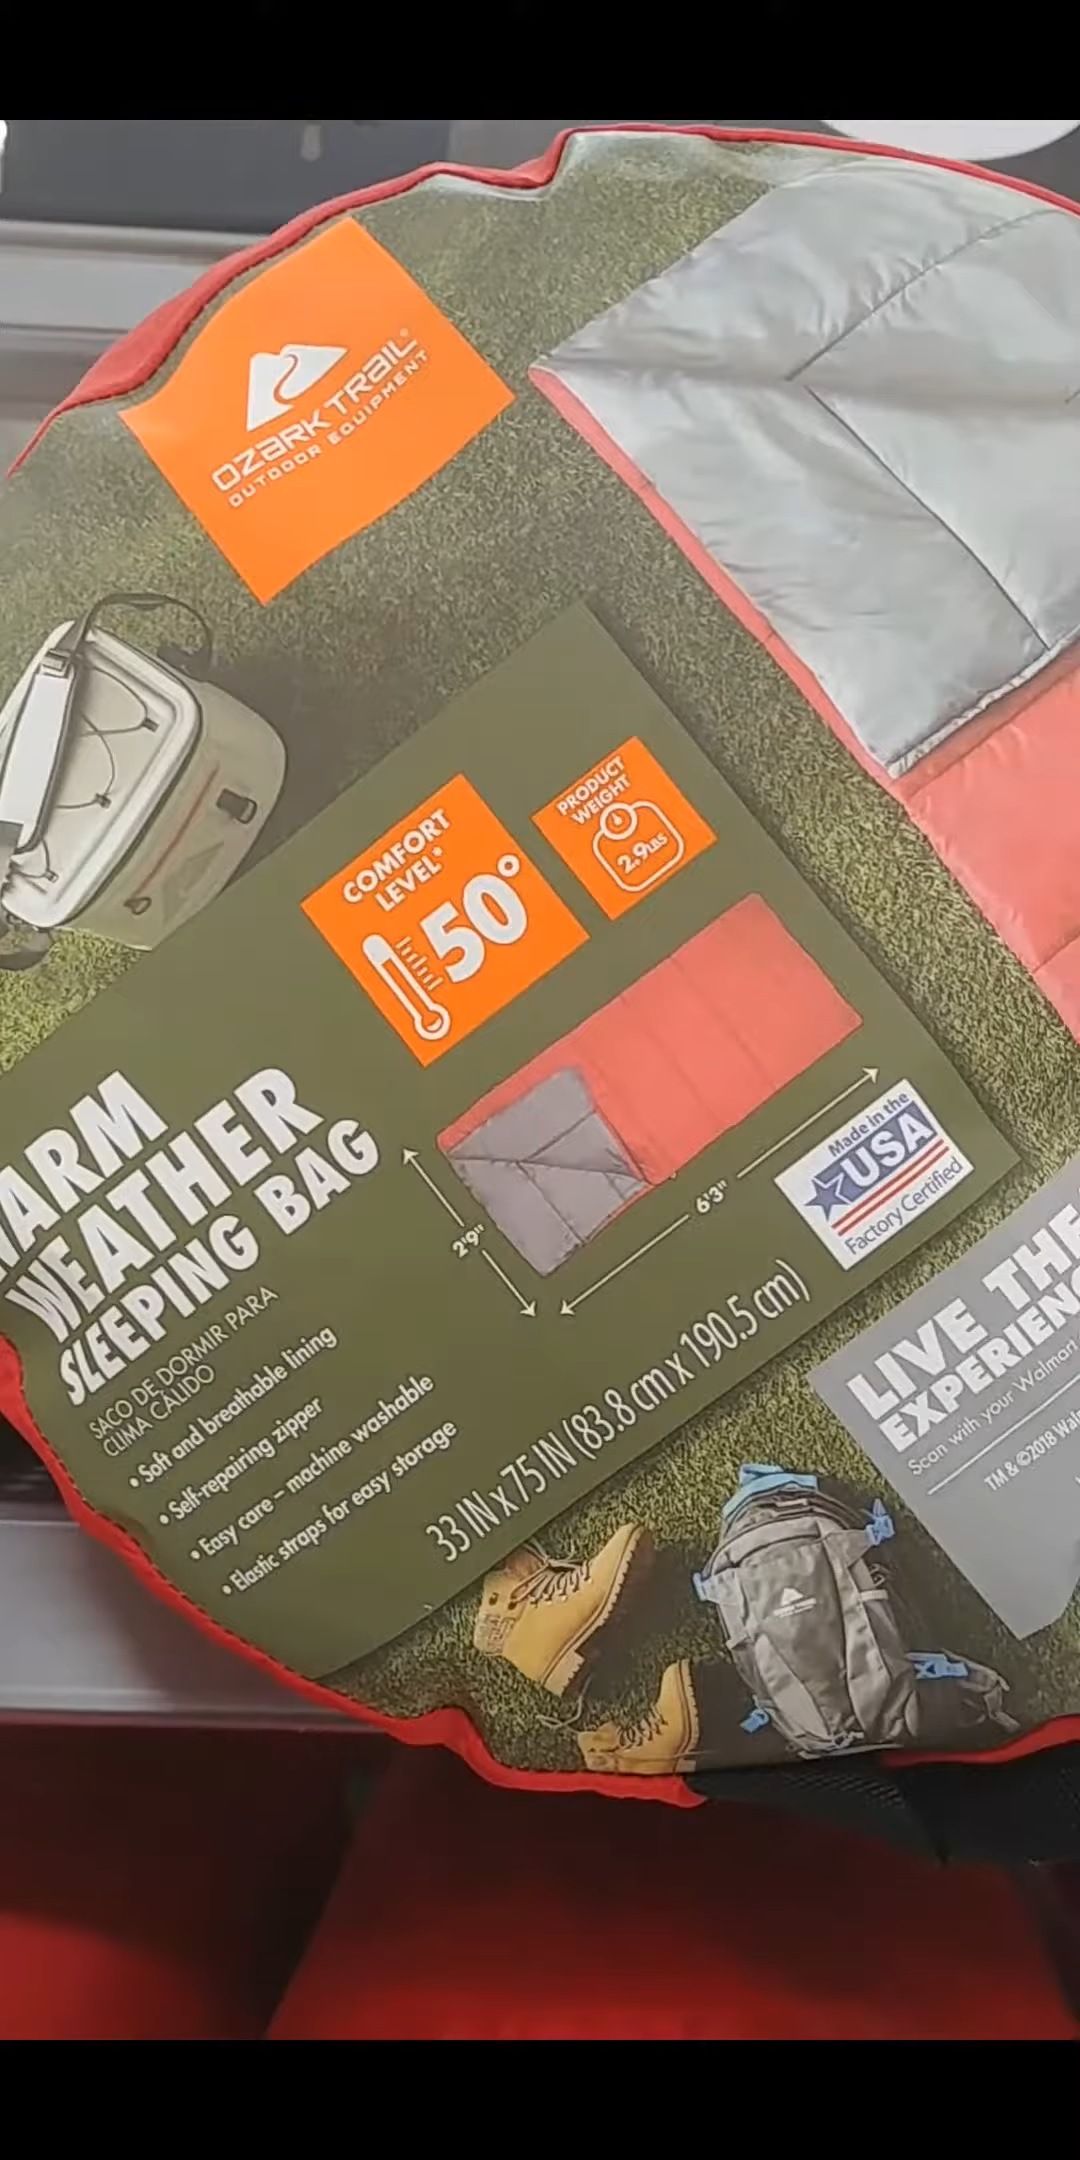 OZARK TRAIL®
OUTDOOR EQUIPMENT
COMFORT
LEVEL*
50°
PRODUCT
WEIGHT
2.9LBS
WARM
WEATHER
SLEEPING BAG
SACO DE DORMIR PARA
CLIMA CÁLIDO
• Soft and breathable lining
• Self-repairing zipper
• Easy care – machine washable
• Elastic straps for easy storage
2'9"
6'3"
33 IN x 75 IN (83.8 cm x 190.5 cm)
Made in the
USA
Factory Certified
LIVE THE
Scan with your Walmart
TM & ©2018